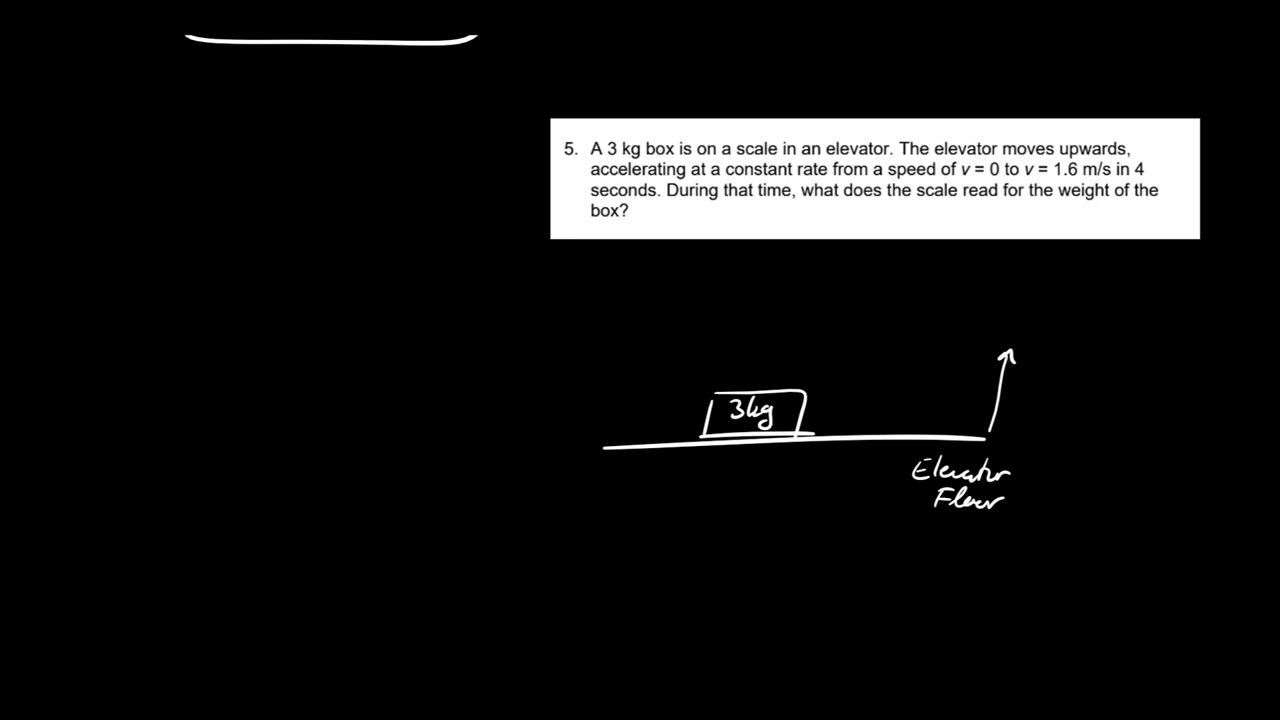 5. A 3 kg box is on a scale in an elevator. The elevator moves upwards,
accelerating at a constant rate from a speed of v = 0 to v = 1.6 m/s in 4
seconds. During that time, what does the scale read for the weight of the
box?
3kg
Elevator
Floor